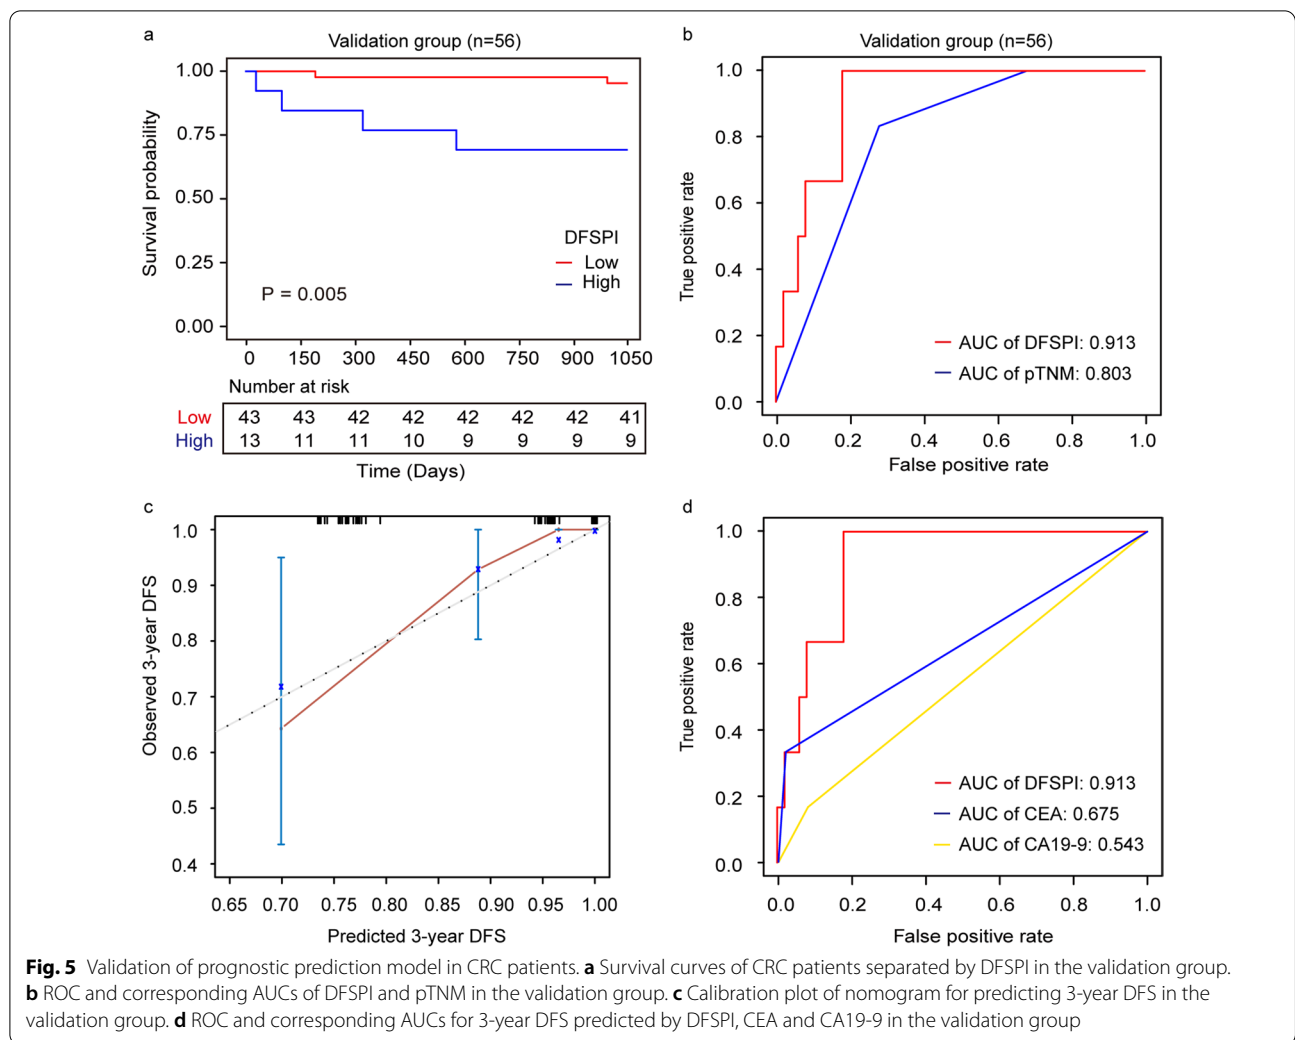 a
Validation group (n=56)
Survival probability
1.00
0.75
0.50
0.25
0.00
DFSPI
Low
High
P = 0.005
0 150 300 450 600 750 900 1050
Number at risk
Low 43 43 42 42 42 42 42 41
High 13 11 11 10 9 9 9 9
Time (Days)
b
Validation group (n=56)
True positive rate
1.0
0.8
0.6
0.4
0.2
0.0
AUC of DFSPI: 0.913
AUC of pTNM: 0.803
0.0 0.2 0.4 0.6 0.8 1.0
False positive rate
c
Observed 3-year DFS
1.0
0.9
0.8
0.7
0.6
0.5
0.4
0.65 0.70 0.75 0.80 0.85 0.90 0.95 1.00
Predicted 3-year DFS
d
True positive rate
1.0
0.8
0.6
0.4
0.2
0.0
AUC of DFSPI: 0.913
AUC of CEA: 0.675
AUC of CA19-9: 0.543
0.0 0.2 0.4 0.6 0.8 1.0
False positive rate
Fig. 5 Validation of prognostic prediction model in CRC patients. a Survival curves of CRC patients separated by DFSPI in the validation group.
b ROC and corresponding AUCs of DFSPI and pTNM in the validation group. c Calibration plot of nomogram for predicting 3-year DFS in the
validation group. d ROC and corresponding AUCs for 3-year DFS predicted by DFSPI, CEA and CA19-9 in the validation group